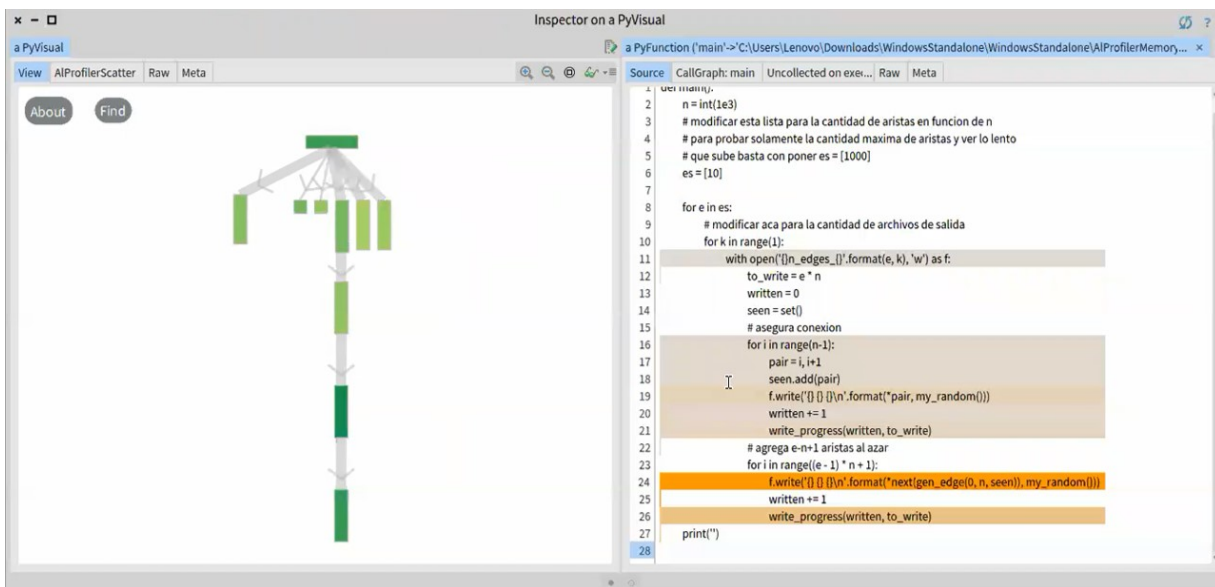 Inspector on a PyVisual
?
a PyVisual
a PyFunction ('main'->'C:\Users\Lenovo\Downloads\WindowsStandalone\WindowsStandalone\AIProfilerMemory...
View AIProfilerScatter Raw Meta
Source CallGraph: main Uncollected on exe... Raw Meta
About Find
1 def main():
2 n = int(1e3)
3 # modificar esta lista para la cantidad de aristas en funcion de n
4 # para probar solamente la cantidad maxima de aristas y ver lo lento
5 # que sube basta con poner es = [1000]
6 es = [10]
7
8 for e in es:
9 # modificar aca para la cantidad de archivos de salida
10 for k in range(1):
11 with open('{}n_edges_{}'.format(e, k), 'w') as f:
12 to_write = e * n
13 written = 0
14 seen = set()
15 # asegura conexion
16 for i in range(n-1):
17 pair = i, i+1
18 seen.add(pair)
19 f.write('{} {} {}\n'.format(*pair, my_random()))
20 written += 1
21 write_progress(written, to_write)
22 # agrega e-n+1 aristas al azar
23 for i in range((e - 1) * n + 1):
24 f.write('{} {} {}\n'.format(*next(gen_edge(0, n, seen)), my_random()))
25 written += 1
26 write_progress(written, to_write)
27 print('')
28